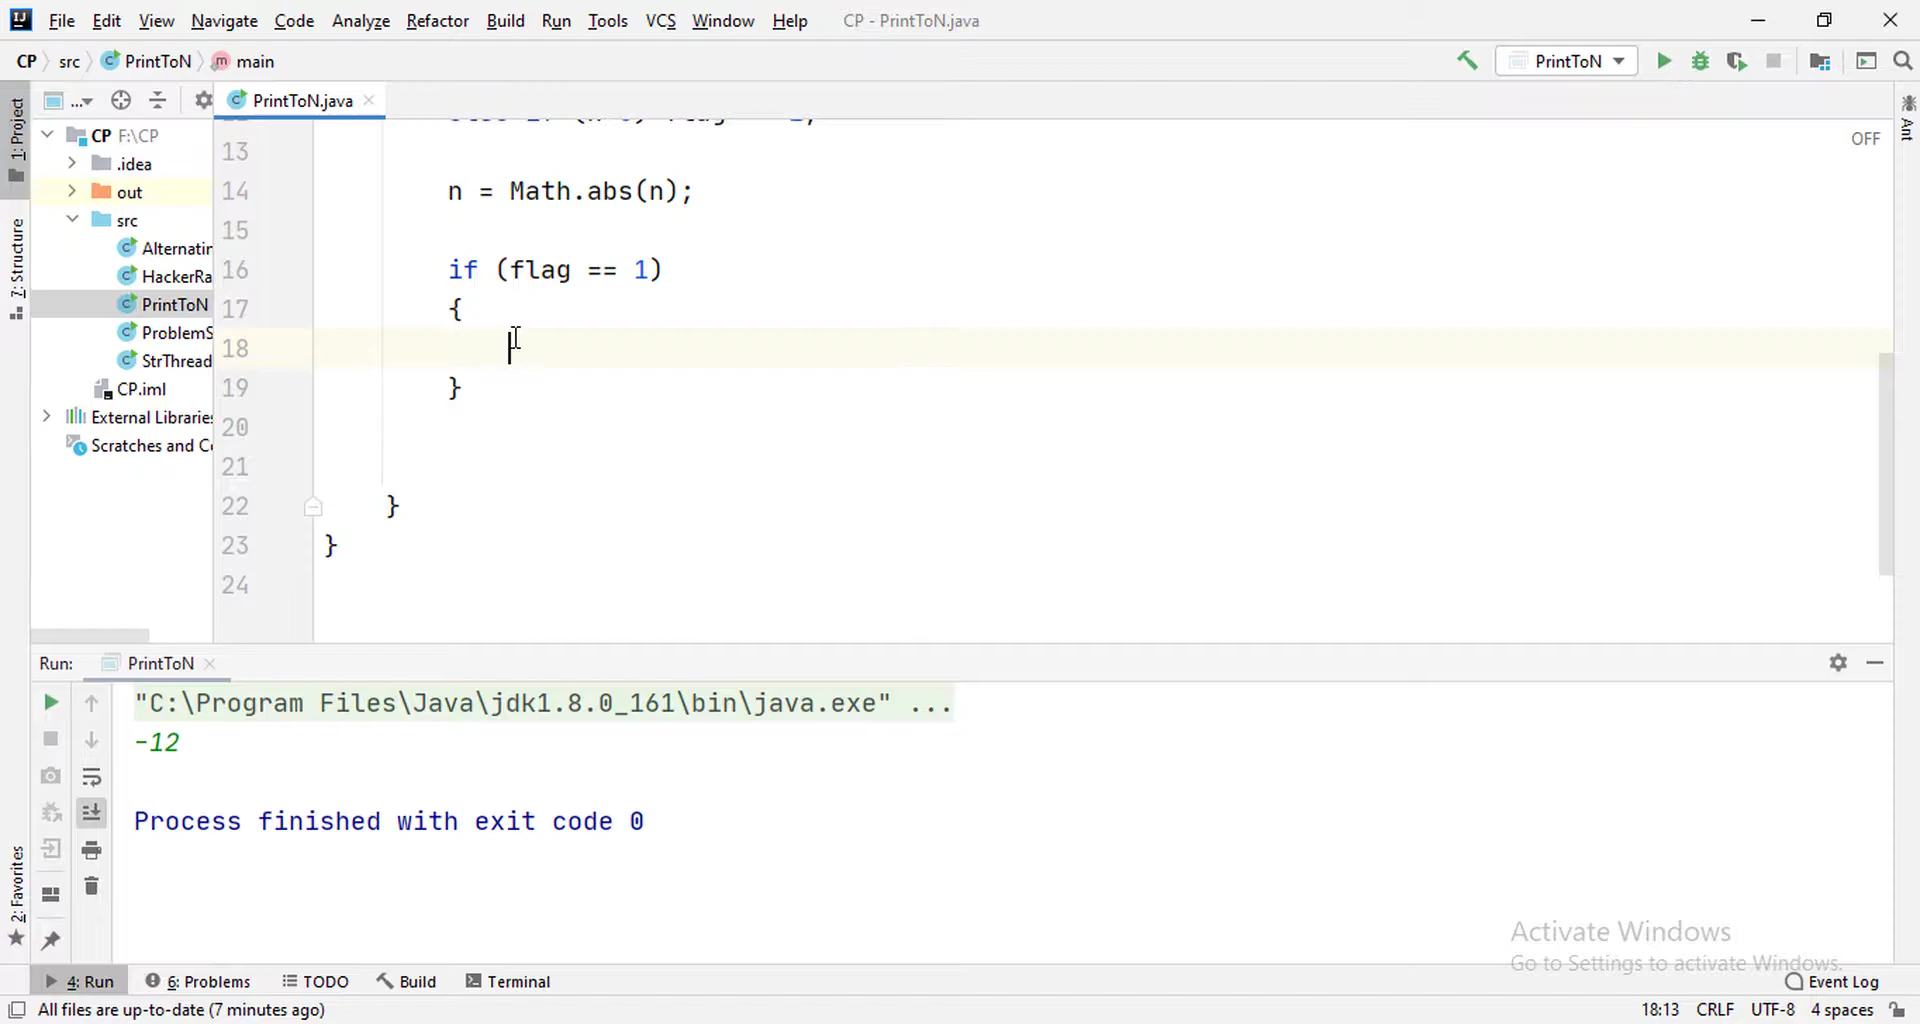 File Edit View Navigate Code Analyze Refactor Build Run Tools VCS Window Help CP - PrintToN.java
CP src PrintToN main PrintToN
... PrintToN.java
1: Project
7: Structure
2: Favorites
Ant
CP F:\CP
.idea
out
src
Alternatin
HackerRa
PrintToN
ProblemS
StrThread
CP.iml
External Libraries
Scratches and Co
OFF
13
14 n = Math.abs(n);
15
16 if (flag == 1)
17 {
18
19 }
20
21
22 }
23 }
24
Run: PrintToN
"C:\Program Files\Java\jdk1.8.0_161\bin\java.exe" ...
-12
Process finished with exit code 0
Activate Windows
Go to Settings to activate Windows.
4: Run 6: Problems TODO Build Terminal Event Log
All files are up-to-date (7 minutes ago) 18:13 CRLF UTF-8 4 spaces